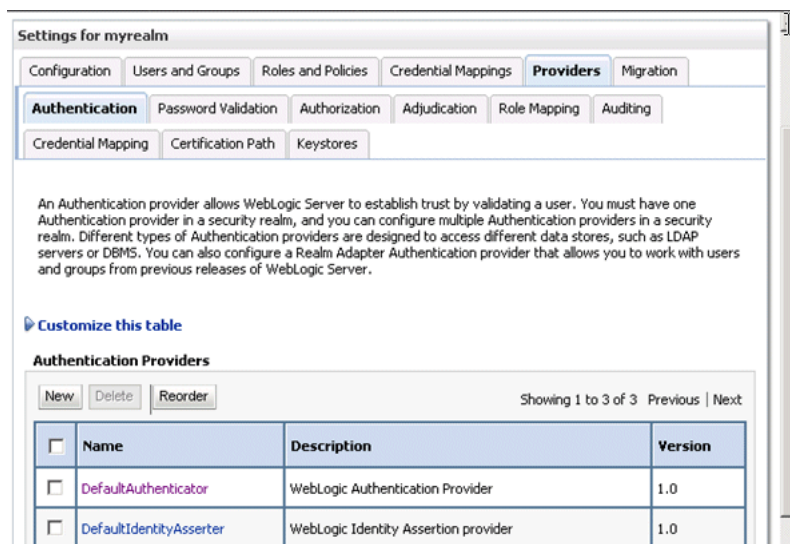 Settings for myrealm
Configuration Users and Groups Roles and Policies Credential Mappings Providers Migration
Authentication Password Validation Authorization Adjudication Role Mapping Auditing
Credential Mapping Certification Path Keystores
An Authentication provider allows WebLogic Server to establish trust by validating a user. You must have one
Authentication provider in a security realm, and you can configure multiple Authentication providers in a security
realm. Different types of Authentication providers are designed to access different data stores, such as LDAP
servers or DBMS. You can also configure a Realm Adapter Authentication provider that allows you to work with users
and groups from previous releases of WebLogic Server.
Customize this table
Authentication Providers
New Delete Reorder Showing 1 to 3 of 3 Previous | Next
Name Description Version
DefaultAuthenticator WebLogic Authentication Provider 1.0
DefaultIdentityAsserter WebLogic Identity Assertion provider 1.0